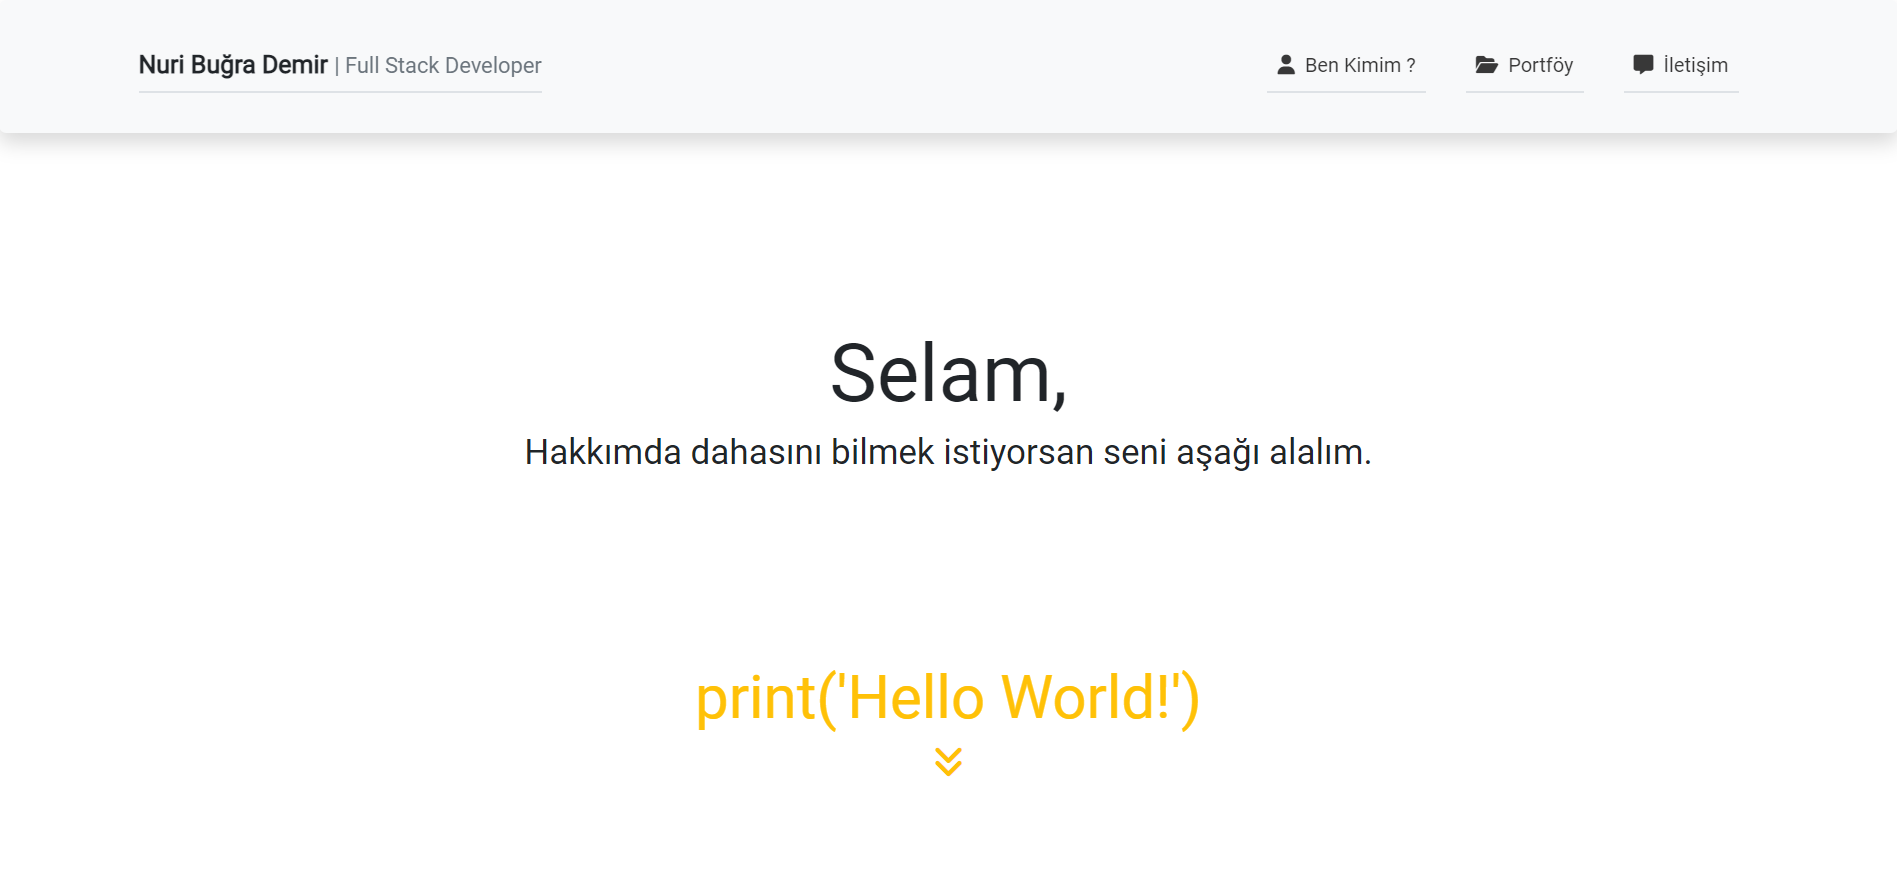 Nuri Buğra Demir | Full Stack Developer
Ben Kimim ?
Portföy
İletişim
Selam,
Hakkımda dahasını bilmek istiyorsan seni aşağı alalım.
print('Hello World!')